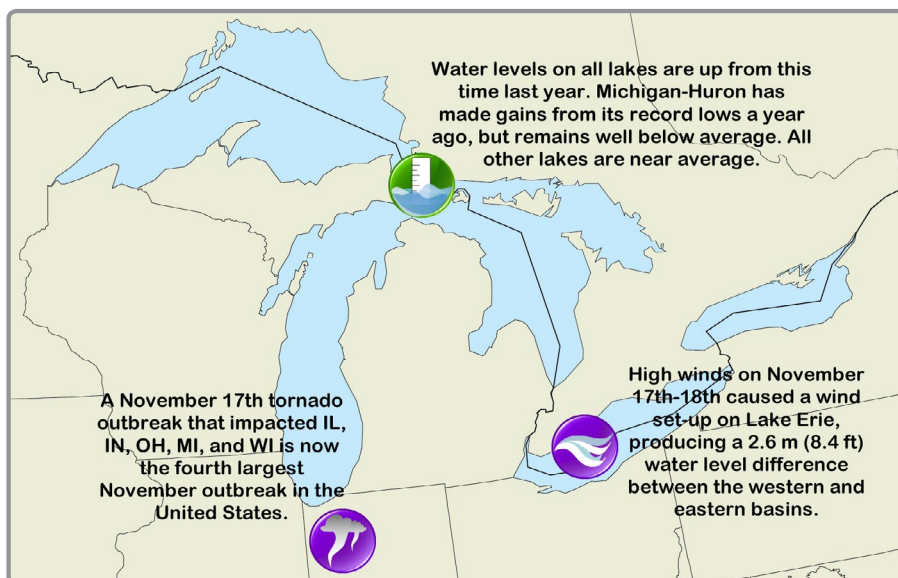 Water levels on all lakes are up from this
time last year. Michigan-Huron has
made gains from its record lows a year
ago, but remains well below average. All
other lakes are near average.
A November 17th tornado
outbreak that impacted IL,
IN, OH, MI, and WI is now
the fourth largest
November outbreak in the
United States.
High winds on November
17th-18th caused a wind
set-up on Lake Erie,
producing a 2.6 m (8.4 ft)
water level difference
between the western and
eastern basins.